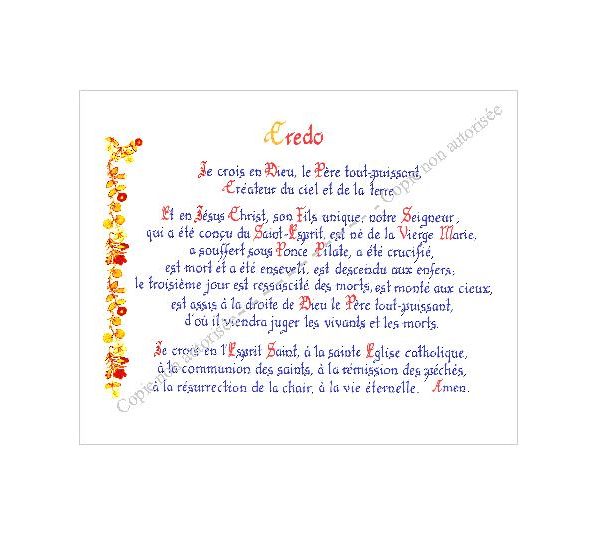 Credo
Je crois en Dieu, le Père tout-puissant,
Créateur du ciel et de la terre
Et en Jésus Christ, son Fils unique, notre Seigneur,
qui a été conçu du Saint-Esprit, est né de la Vierge Marie,
a souffert sous Ponce Pilate, a été crucifié,
est mort et a été enseveli, est descendu aux enfers;
le troisième jour est ressuscité des morts, est monté aux cieux,
est assis à la droite de Dieu le Père tout-puissant,
d'où il viendra juger les vivants et les morts.
Je crois en l'Esprit Saint, à la sainte Eglise catholique,
à la communion des saints, à la rémission des péchés,
à la résurrection de la chair, à la vie éternelle. Amen.
Copie non autorisée - - - - - - Copie non autorisée